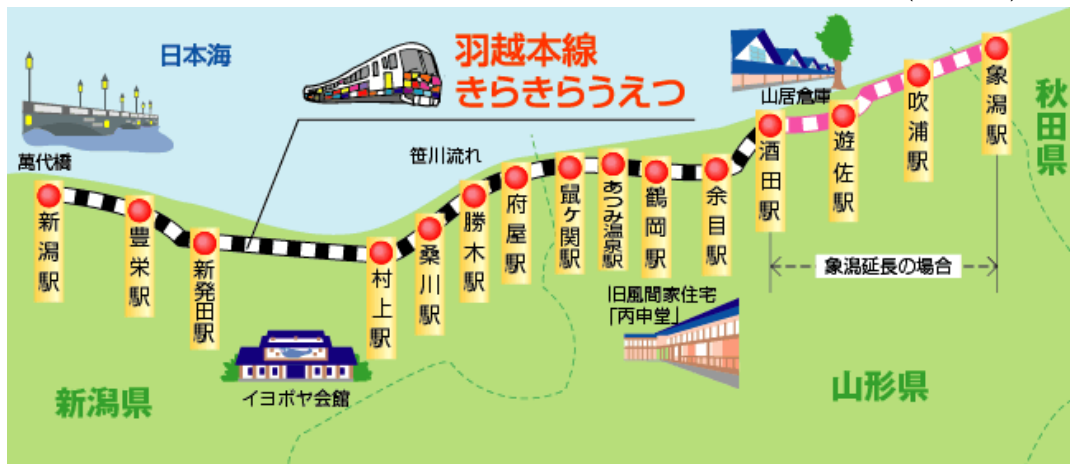 日本海
羽越本線
きらきらうえつ
萬代橋
笹川流れ
山居倉庫
秋田県
新潟駅
豊栄駅
新発田駅
村上駅
桑川駅
勝木駅
府屋駅
鼠ヶ関駅
あつみ温泉駅
鶴岡駅
余目駅
酒田駅
遊佐駅
吹浦駅
象潟駅
象潟延長の場合
旧風間家住宅
「丙申堂」
イヨボヤ会館
新潟県
山形県